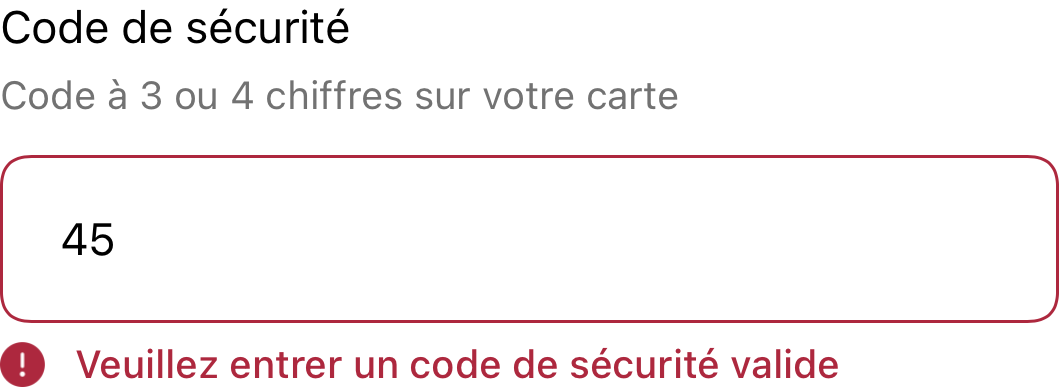 Code de sécurité
Code à 3 ou 4 chiffres sur votre carte
45
Veuillez entrer un code de sécurité valide